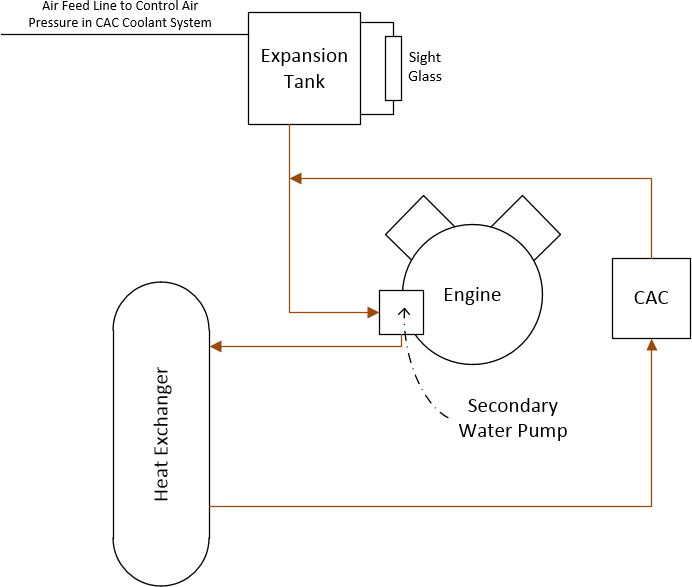 Air Feed Line to Control Air
Pressure in CAC Coolant System
Expansion
Tank
Sight
Glass
Engine
CAC
Heat Exchanger
Secondary
Water Pump